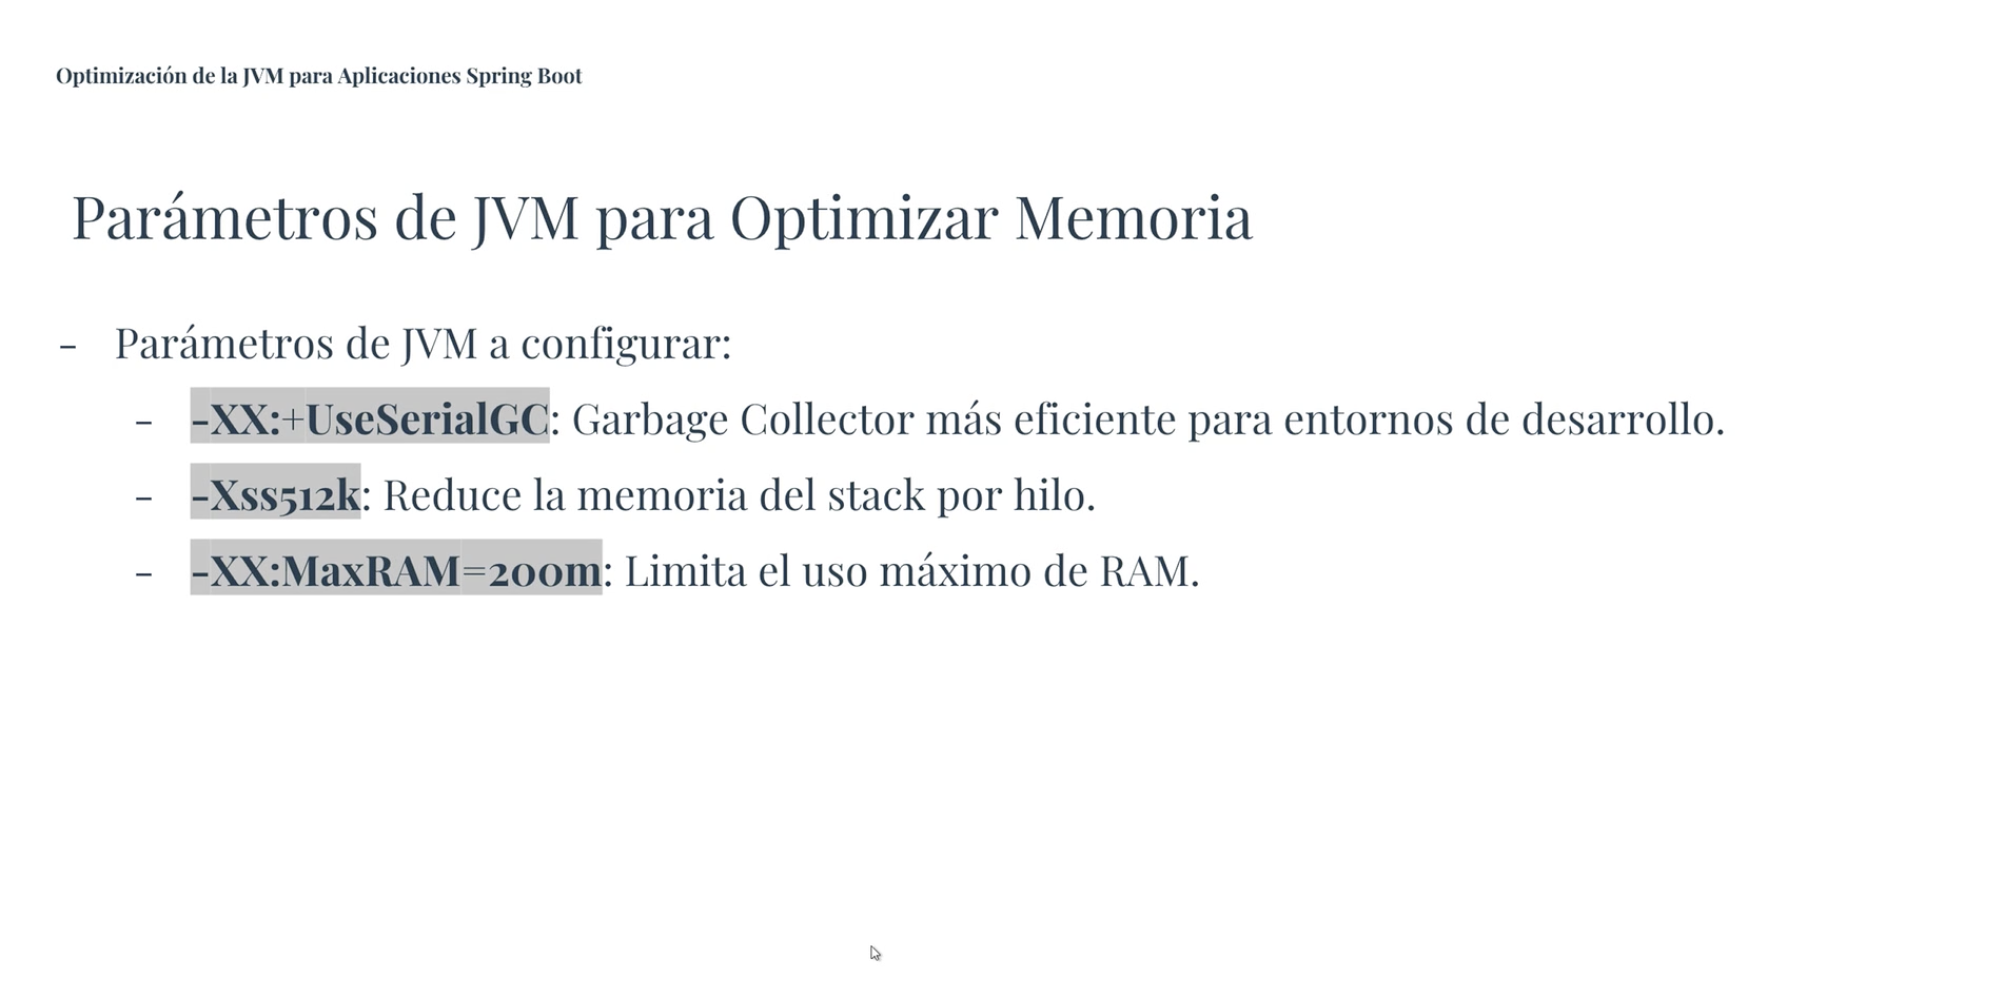 Optimización de la JVM para Aplicaciones Spring Boot
Parámetros de JVM para Optimizar Memoria
- Parámetros de JVM a configurar:
- -XX:+UseSerialGC: Garbage Collector más eficiente para entornos de desarrollo.
- -Xss512k: Reduce la memoria del stack por hilo.
- -XX:MaxRAM=200m: Limita el uso máximo de RAM.